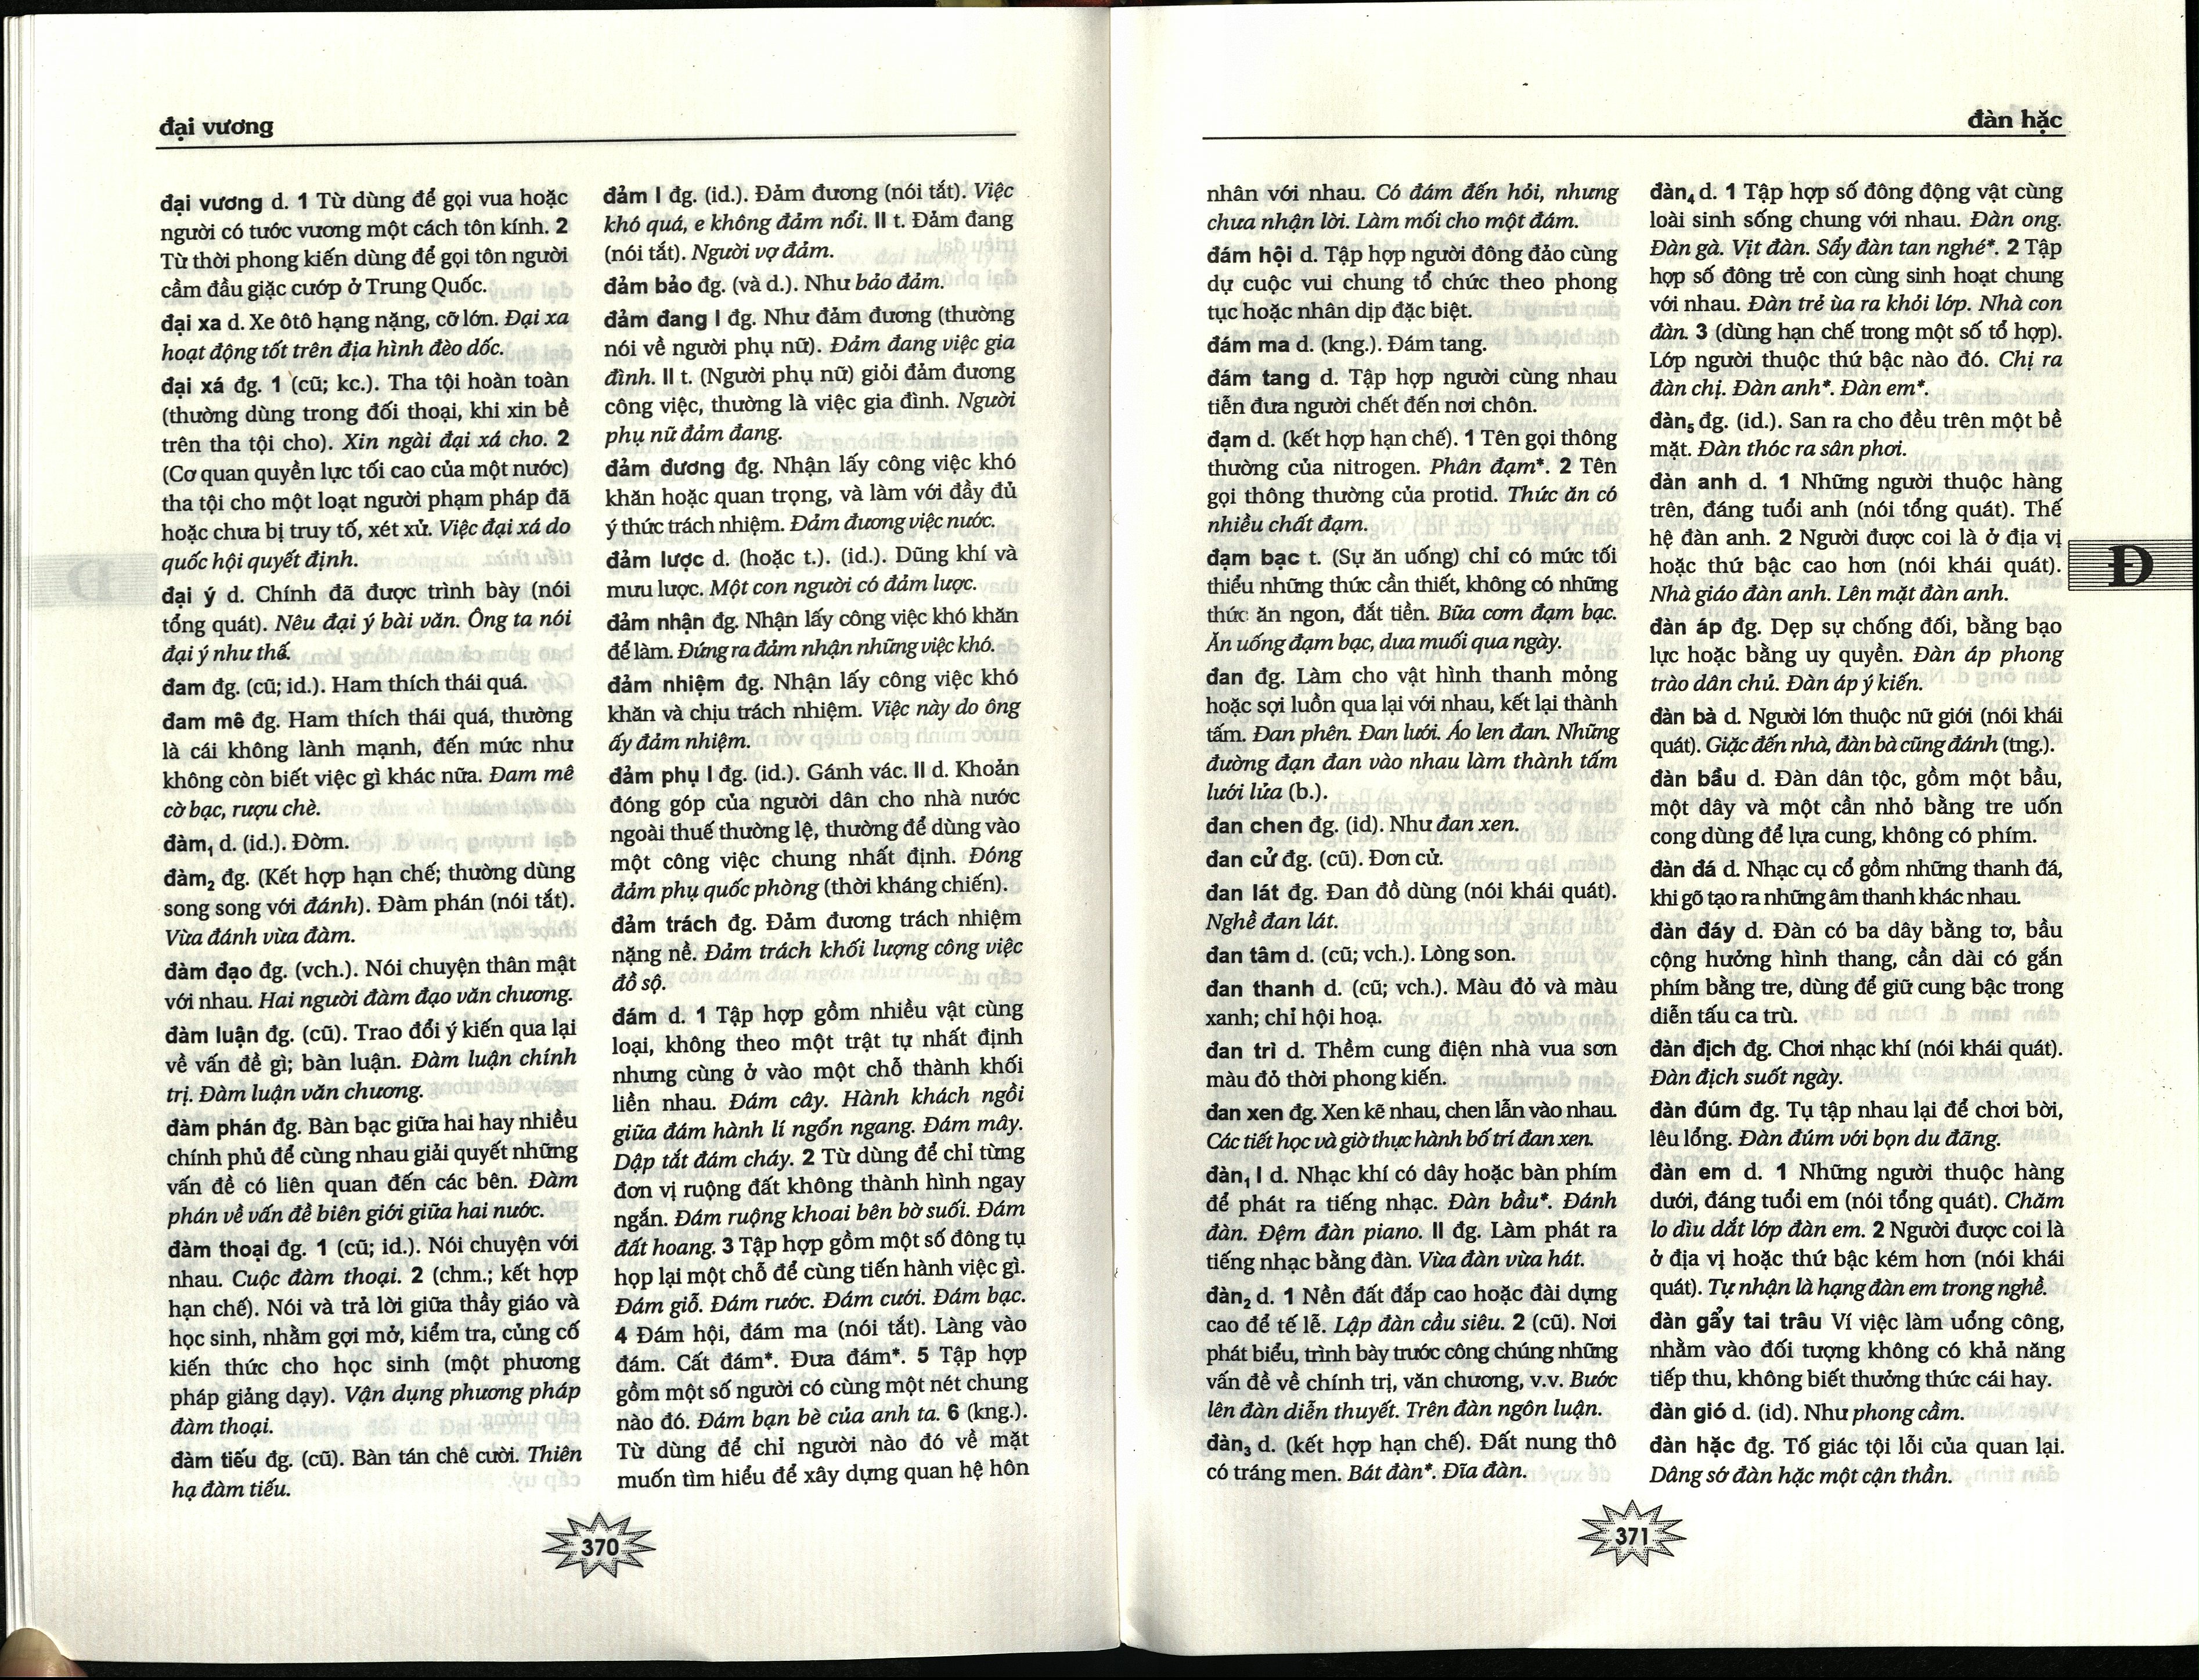 đại vương
đại vương d. 1 Từ dùng để gọi vua hoặc
người có tước vương một cách tôn kính. 2
Từ thời phong kiến dùng để gọi tôn người
cầm đầu giặc cướp ở Trung Quốc.
đại xa d. Xe ôtô hạng nặng, cỡ lớn. Đại xa
hoạt động tốt trên địa hình đèo dốc.
đại xá đg. 1 (cũ; kc.). Tha tội hoàn toàn
(thường dùng trong đối thoại, khi xin bề
trên tha tội cho). Xin ngài đại xá cho. 2
(Cơ quan quyền lực tối cao của một nước)
tha tội cho một loạt người phạm pháp đã
hoặc chưa bị truy tố, xét xử. Việc đại xá do
quốc hội quyết định.
đại ý d. Chính đã được trình bày (nói
tổng quát). Nêu đại ý bài văn. Ông ta nói
đại ý như thế.
đam đg. (cũ; id.). Ham thích thái quá.
đam mê đg. Ham thích thái quá, thường
là cái không lành mạnh, đến mức như
không còn biết việc gì khác nữa. Đam mê
cờ bạc, rượu chè.
đàm₁ d. (id.). Đờm.
đàm₂ đg. (Kết hợp hạn chế; thường dùng
song song với đánh). Đàm phán (nói tắt).
Vừa đánh vừa đàm.
đàm đạo đg. (vch.). Nói chuyện thân mật
với nhau. Hai người đàm đạo văn chương.
đàm luận đg. (cũ). Trao đổi ý kiến qua lại
về vấn đề gì; bàn luận. Đàm luận chính
trị. Đàm luận văn chương.
đàm phán đg. Bàn bạc giữa hai hay nhiều
chính phủ để cùng nhau giải quyết những
vấn đề có liên quan đến các bên. Đàm
phán về vấn đề biên giới giữa hai nước.
đàm thoại đg. 1 (cũ; id.). Nói chuyện với
nhau. Cuộc đàm thoại. 2 (chm.; kết hợp
hạn chế). Nói và trả lời giữa thầy giáo và
học sinh, nhằm gợi mở, kiểm tra, củng cố
kiến thức cho học sinh (một phương
pháp giảng dạy). Vận dụng phương pháp
đàm thoại.
đàm tiếu đg. (cũ). Bàn tán chê cười. Thiên
hạ đàm tiếu.
đảm I đg. (id.). Đảm đương (nói tắt). Việc
khó quá, e không đảm nổi. II t. Đảm đang
(nói tắt). Người vợ đảm.
đảm bảo đg. (và d.). Như bảo đảm.
đảm đang I đg. Như đảm đương (thường
nói về người phụ nữ). Đảm đang việc gia
đình. II t. (Người phụ nữ) giỏi đảm đương
công việc, thường là việc gia đình. Người
phụ nữ đảm đang.
đảm đương đg. Nhận lấy công việc khó
khăn hoặc quan trọng, và làm với đầy đủ
ý thức trách nhiệm. Đảm đương việc nước.
đảm lược d. (hoặc t.). (id.). Dũng khí và
mưu lược. Một con người có đảm lược.
đảm nhận đg. Nhận lấy công việc khó khăn
để làm. Đứng ra đảm nhận những việc khó.
đảm nhiệm đg. Nhận lấy công việc khó
khăn và chịu trách nhiệm. Việc này do ông
ấy đảm nhiệm.
đảm phụ I đg. (id.). Gánh vác. II d. Khoản
đóng góp của người dân cho nhà nước
ngoài thuế thường lệ, thường để dùng vào
một công việc chung nhất định. Đóng
đảm phụ quốc phòng (thời kháng chiến).
đảm trách đg. Đảm đương trách nhiệm
nặng nề. Đảm trách khối lượng công việc
đồ sộ.
đám d. 1 Tập hợp gồm nhiều vật cùng
loại, không theo một trật tự nhất định
nhưng cùng ở vào một chỗ thành khối
liền nhau. Đám cây. Hành khách ngồi
giữa đám hành lí ngổn ngang. Đám mây.
Dập tắt đám cháy. 2 Từ dùng để chỉ từng
đơn vị ruộng đất không thành hình ngay
ngắn. Đám ruộng khoai bên bờ suối. Đám
đất hoang. 3 Tập hợp gồm một số đông tụ
họp lại một chỗ để cùng tiến hành việc gì.
Đám giỗ. Đám rước. Đám cưới. Đám bạc.
4 Đám hội, đám ma (nói tắt). Làng vào
đám. Cất đám*. Đưa đám*. 5 Tập hợp
gồm một số người có cùng một nét chung
nào đó. Đám bạn bè của anh ta. 6 (kng.).
Từ dùng để chỉ người nào đó về mặt
muốn tìm hiểu để xây dựng quan hệ hôn
370
đàn hặc
nhân với nhau. Có đám đến hỏi, nhưng
chưa nhận lời. Làm mối cho một đám.
đám hội d. Tập hợp người đông đảo cùng
dự cuộc vui chung tổ chức theo phong
tục hoặc nhân dịp đặc biệt.
đám ma d. (kng.). Đám tang.
đám tang d. Tập hợp người cùng nhau
tiễn đưa người chết đến nơi chôn.
đạm d. (kết hợp hạn chế). 1 Tên gọi thông
thường của nitrogen. Phân đạm*. 2 Tên
gọi thông thường của protid. Thức ăn có
nhiều chất đạm.
đạm bạc t. (Sự ăn uống) chỉ có mức tối
thiểu những thức cần thiết, không có những
thức ăn ngon, đắt tiền. Bữa cơm đạm bạc.
Ăn uống đạm bạc, dưa muối qua ngày.
đan đg. Làm cho vật hình thanh mỏng
hoặc sợi luồn qua lại với nhau, kết lại thành
tấm. Đan phên. Đan lưới. Áo len đan. Những
đường đạn đan vào nhau làm thành tấm
lưới lửa (b.).
đan chen đg. (id). Như đan xen.
đan cử đg. (cũ). Đơn cử.
đan lát đg. Đan đồ dùng (nói khái quát).
Nghề đan lát.
đan tâm d. (cũ; vch.). Lòng son.
đan thanh d. (cũ; vch.). Màu đỏ và màu
xanh; chỉ hội hoạ.
đan trì d. Thềm cung điện nhà vua sơn
màu đỏ thời phong kiến.
đan xen đg. Xen kẽ nhau, chen lẫn vào nhau.
Các tiết học và giờ thực hành bố trí đan xen.
đàn₁ I d. Nhạc khí có dây hoặc bàn phím
để phát ra tiếng nhạc. Đàn bầu*. Đánh
đàn. Đệm đàn piano. II đg. Làm phát ra
tiếng nhạc bằng đàn. Vừa đàn vừa hát.
đàn₂ d. 1 Nền đất đắp cao hoặc đài dựng
cao để tế lễ. Lập đàn cầu siêu. 2 (cũ). Nơi
phát biểu, trình bày trước công chúng những
vấn đề về chính trị, văn chương, v.v. Bước
lên đàn diễn thuyết. Trên đàn ngôn luận.
đàn₃ d. (kết hợp hạn chế). Đất nung thô
có tráng men. Bát đàn*. Đĩa đàn.
đàn₄ d. 1 Tập hợp số đông động vật cùng
loài sinh sống chung với nhau. Đàn ong.
Đàn gà. Vịt đàn. Sẩy đàn tan nghé*. 2 Tập
hợp số đông trẻ con cùng sinh hoạt chung
với nhau. Đàn trẻ ùa ra khỏi lớp. Nhà con
đàn. 3 (dùng hạn chế trong một số tổ hợp).
Lớp người thuộc thứ bậc nào đó. Chị ra
đàn chị. Đàn anh*. Đàn em*.
đàn₅ đg. (id.). San ra cho đều trên một bề
mặt. Đàn thóc ra sân phơi.
đàn anh d. 1 Những người thuộc hàng
trên, đáng tuổi anh (nói tổng quát). Thế
hệ đàn anh. 2 Người được coi là ở địa vị
hoặc thứ bậc cao hơn (nói khái quát).
Nhà giáo đàn anh. Lên mặt đàn anh.
đàn áp đg. Dẹp sự chống đối, bằng bạo
lực hoặc bằng uy quyền. Đàn áp phong
trào dân chủ. Đàn áp ý kiến.
đàn bà d. Người lớn thuộc nữ giới (nói khái
quát). Giặc đến nhà, đàn bà cũng đánh (tng.).
đàn bầu d. Đàn dân tộc, gồm một bầu,
một dây và một cần nhỏ bằng tre uốn
cong dùng để lựa cung, không có phím.
đàn đá d. Nhạc cụ cổ gồm những thanh đá,
khi gõ tạo ra những âm thanh khác nhau.
đàn đáy d. Đàn có ba dây bằng tơ, bầu
cộng hưởng hình thang, cần dài có gắn
phím bằng tre, dùng để giữ cung bậc trong
diễn tấu ca trù.
đàn địch đg. Chơi nhạc khí (nói khái quát).
Đàn địch suốt ngày.
đàn đúm đg. Tụ tập nhau lại để chơi bời,
lêu lổng. Đàn đúm với bọn du đãng.
đàn em d. 1 Những người thuộc hàng
dưới, đáng tuổi em (nói tổng quát). Chăm
lo dìu dắt lớp đàn em. 2 Người được coi là
ở địa vị hoặc thứ bậc kém hơn (nói khái
quát). Tự nhận là hạng đàn em trong nghề.
đàn gẩy tai trâu Ví việc làm uổng công,
nhằm vào đối tượng không có khả năng
tiếp thu, không biết thưởng thức cái hay.
đàn gió d. (id). Như phong cầm.
đàn hặc đg. Tố giác tội lỗi của quan lại.
Dâng sớ đàn hặc một cận thần.
Đ
371